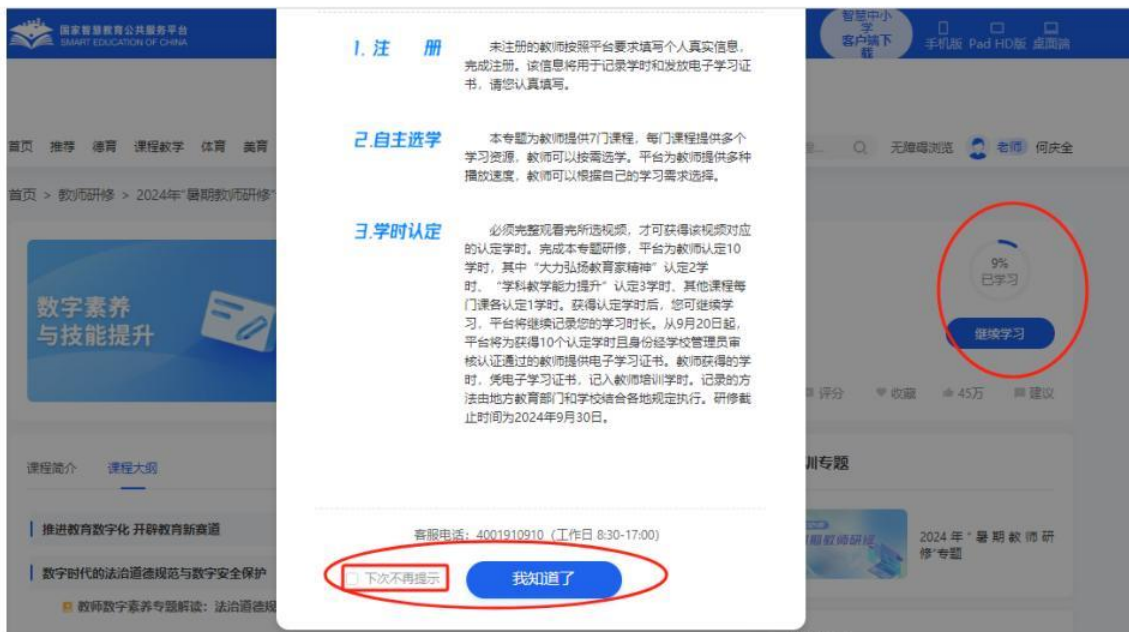 国家智慧教育公共服务平台
SMART EDUCATION OF CHINA
智慧中小
学
客户端下
载
手机版 Pad HD版 桌面端
首页 推荐 德育 课程教学 体育 美育
无障碍浏览 老师 何庆全
首页 > 教师研修 > 2024年"暑期教师研修"
1. 注 册
未注册的教师按照平台要求填写个人真实信息，
完成注册。该信息将用于记录学时和发放电子学习证
书，请您认真填写。
2.自主选学
本专题为教师提供7门课程，每门课程提供多个
学习资源，教师可以按需选学。平台为教师提供多种
播放速度，教师可以根据自己的学习需求选择。
3.学时认定
必须完整观看完所选视频，才可获得该视频对应
的认定学时。完成本专题研修，平台为教师认定10
学时，其中“大力弘扬教育家精神”认定2学
时、“学科教学能力提升”认定3学时、其他课程每
门课各认定1学时。获得认定学时后，您可继续学
习，平台将继续记录您的学习时长。从9月20日起，
平台将为获得10个认定学时且身份经学校管理员审
核认证通过的教师提供电子学习证书。教师获得的学
时，凭电子学习证书，记入教师培训学时。记录的方
法由地方教育部门和学校结合各地规定执行。研修截
止时间为2024年9月30日。
数字素养
与技能提升
9%
已学习
继续学习
评分 收藏 45万 建议
课程简介 课程大纲
训专题
推进教育数字化 开辟教育新赛道
2024 年 " 暑 期 教 师 研
修"专题
数字时代的法治道德规范与数字安全保护
教师数字素养专题解读：法治道德规
客服电话：4001910910（工作日 8:30-17:00）
下次不再提示 我知道了